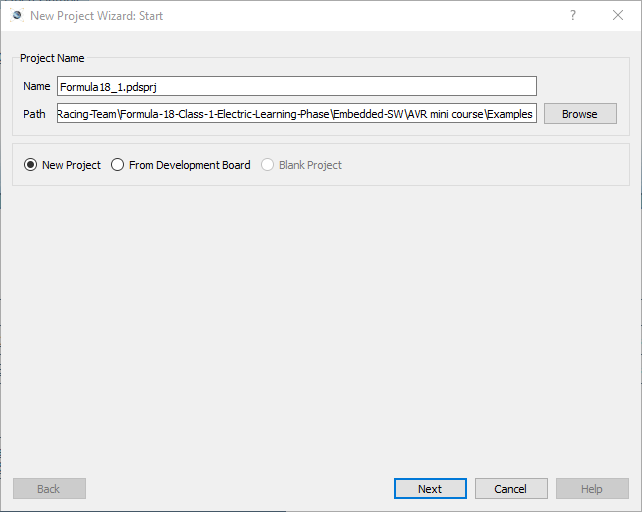 New Project Wizard: Start
?
Project Name
Name Formula18_1.pdsprj
Path Racing-Team\Formula-18-Class-1-Electric-Learning-Phase\Embedded-SW\AVR mini course\Examples Browse
New Project From Development Board Blank Project
Back Next Cancel Help